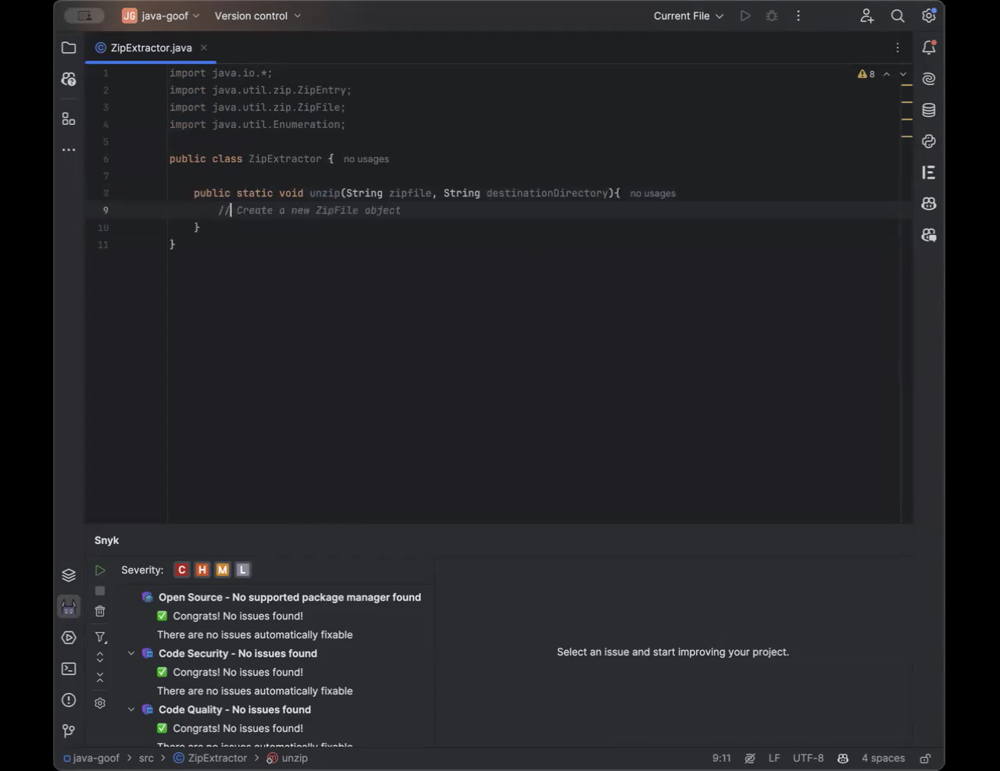 JG java-goof Version control Current File
ZipExtractor.java
1 import java.io.*;
8
2 import java.util.zip.ZipEntry;
3 import java.util.zip.ZipFile;
4 import java.util.Enumeration;
5
6 public class ZipExtractor { no usages
7
public static void unzip(String zipfile, String destinationDirectory){ no usages
9 // Create a new ZipFile object
10 }
11 }
Snyk
Severity: C H M L
Open Source - No supported package manager found
Congrats! No issues found!
There are no issues automatically fixable
Code Security - No issues found
Congrats! No issues found!
There are no issues automatically fixable
Code Quality - No issues found
Congrats! No issues found!
There are no issues automatically fixable
Select an issue and start improving your project.
java-goof > src > ZipExtractor > unzip 9:11 LF UTF-8 4 spaces